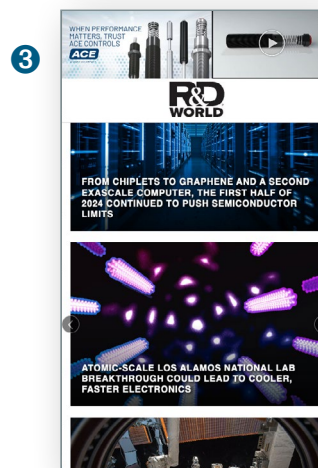 3
WHEN PERFORMANCE
MATTERS, TRUST
ACE CONTROLS
ACE
R&D
WORLD
FROM CHIPLETS TO GRAPHENE AND A SECOND
EXASCALE COMPUTER, THE FIRST HALF OF
2024 CONTINUED TO PUSH SEMICONDUCTOR
LIMITS
ATOMIC-SCALE LOS ALAMOS NATIONAL LAB
BREAKTHROUGH COULD LEAD TO COOLER,
FASTER ELECTRONICS